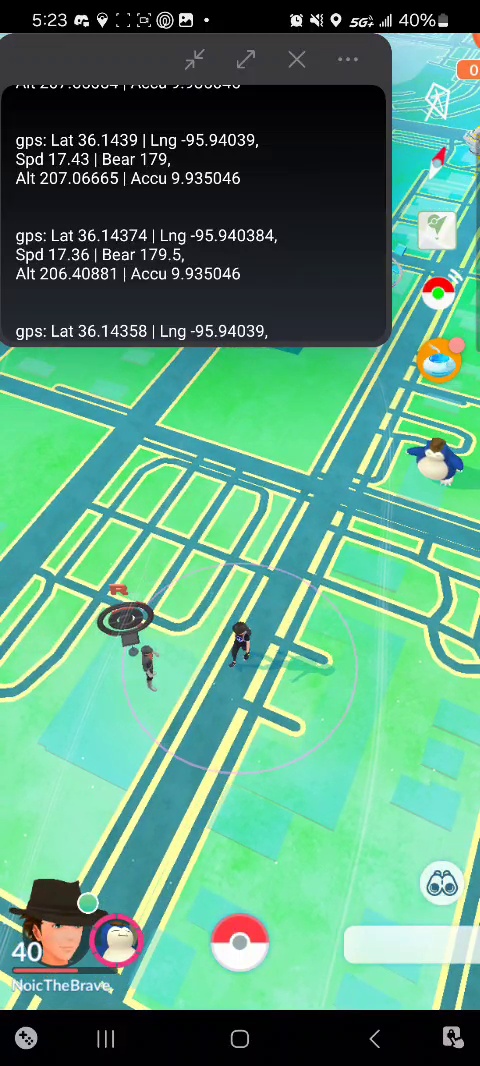 5:23
5G+
40%
gps: Lat 36.1439 | Lng -95.94039,
Spd 17.43 | Bear 179,
Alt 207.06665 | Accu 9.935046
gps: Lat 36.14374 | Lng -95.940384,
Spd 17.36 | Bear 179.5,
Alt 206.40881 | Accu 9.935046
gps: Lat 36.14358 | Lng -95.94039,
0
R
40
NoicTheBrave,